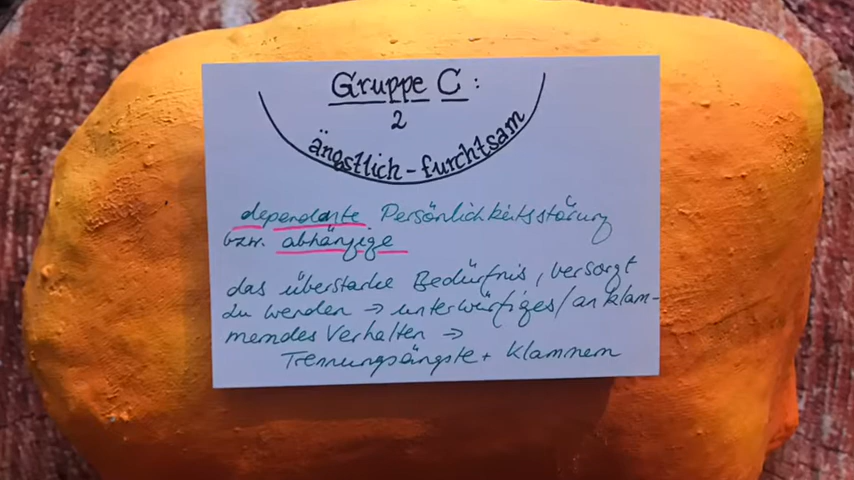 Gruppe C:
2
ängstlich-furchtsam
dependante Persönlichkeitsstörung
bzw. abhängige
das überstarke Bedürfnis, versorgt
zu werden → unterwürfiges/anklam-
merndes Verhalten →
Trennungsängste + Klammern